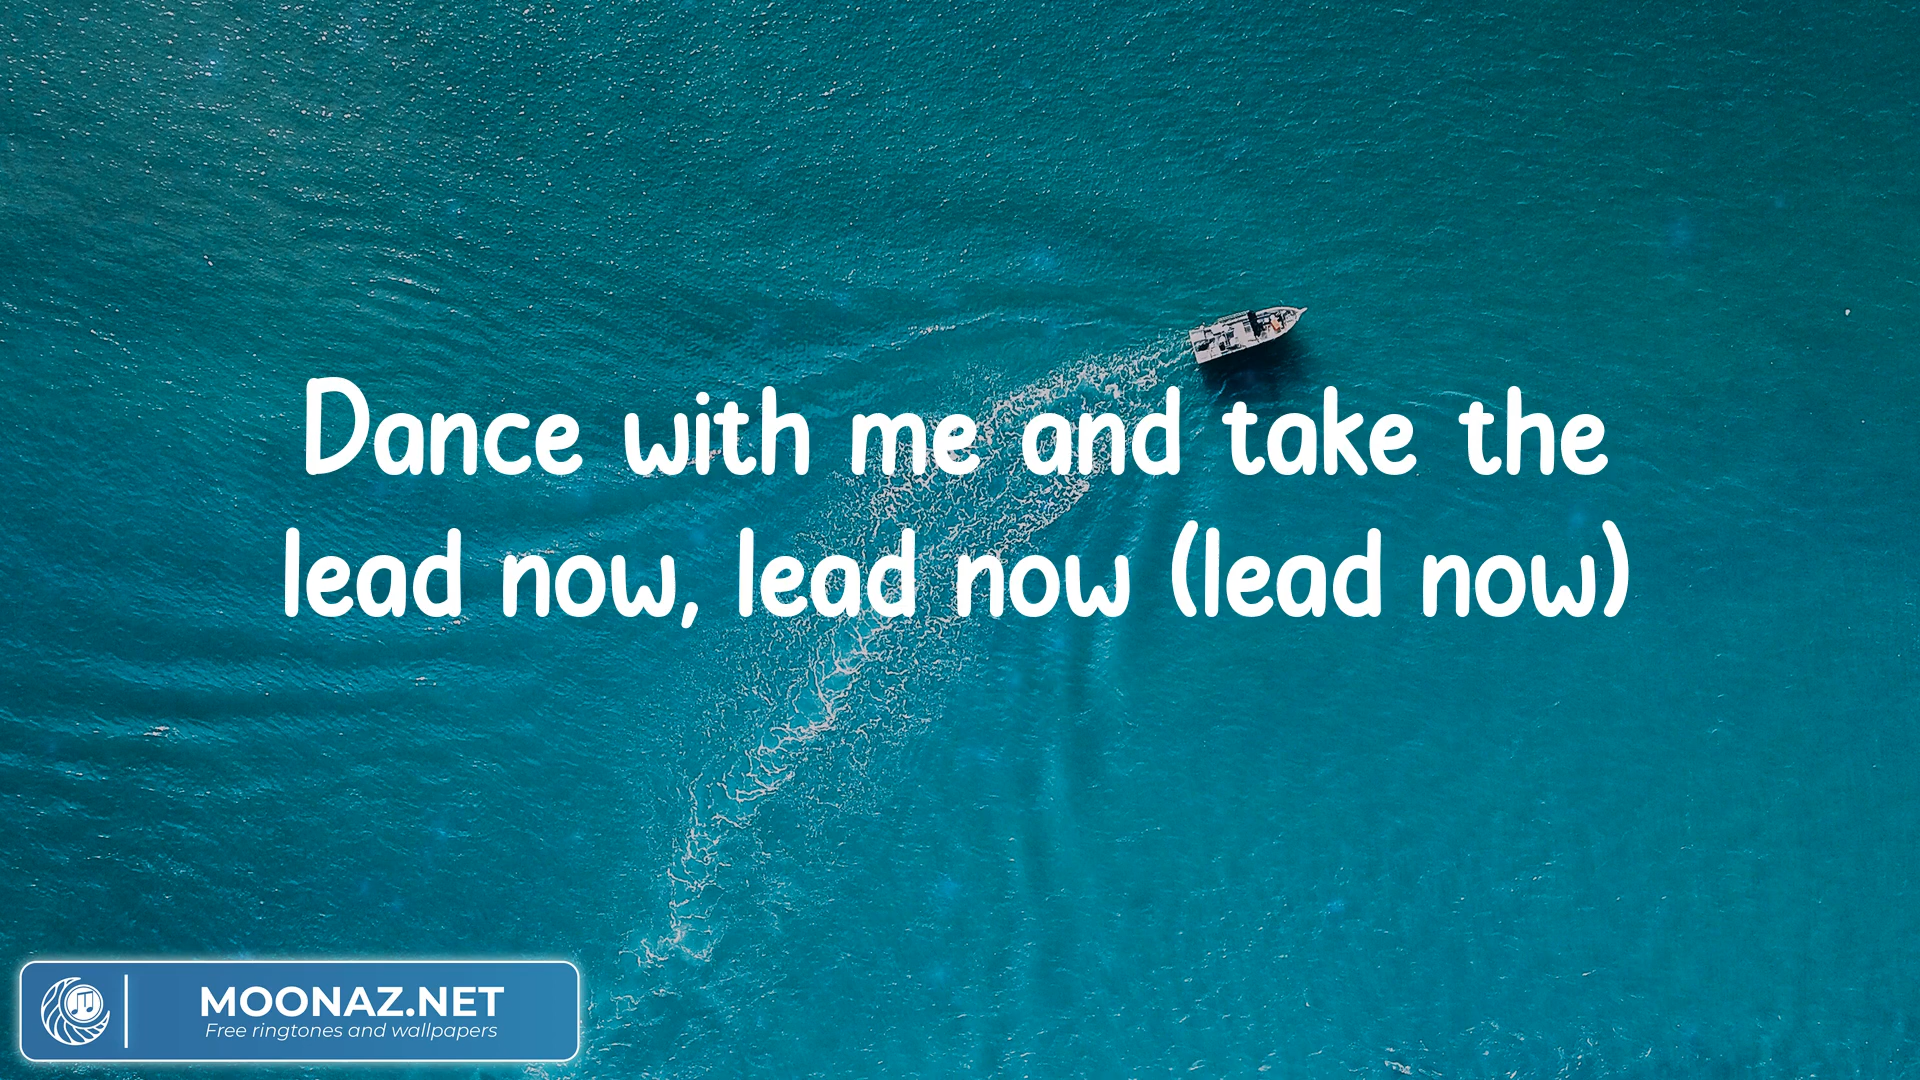 Dance with me and take the
lead now, lead now (lead now)
MOONAZ.NET
Free ringtones and wallpapers